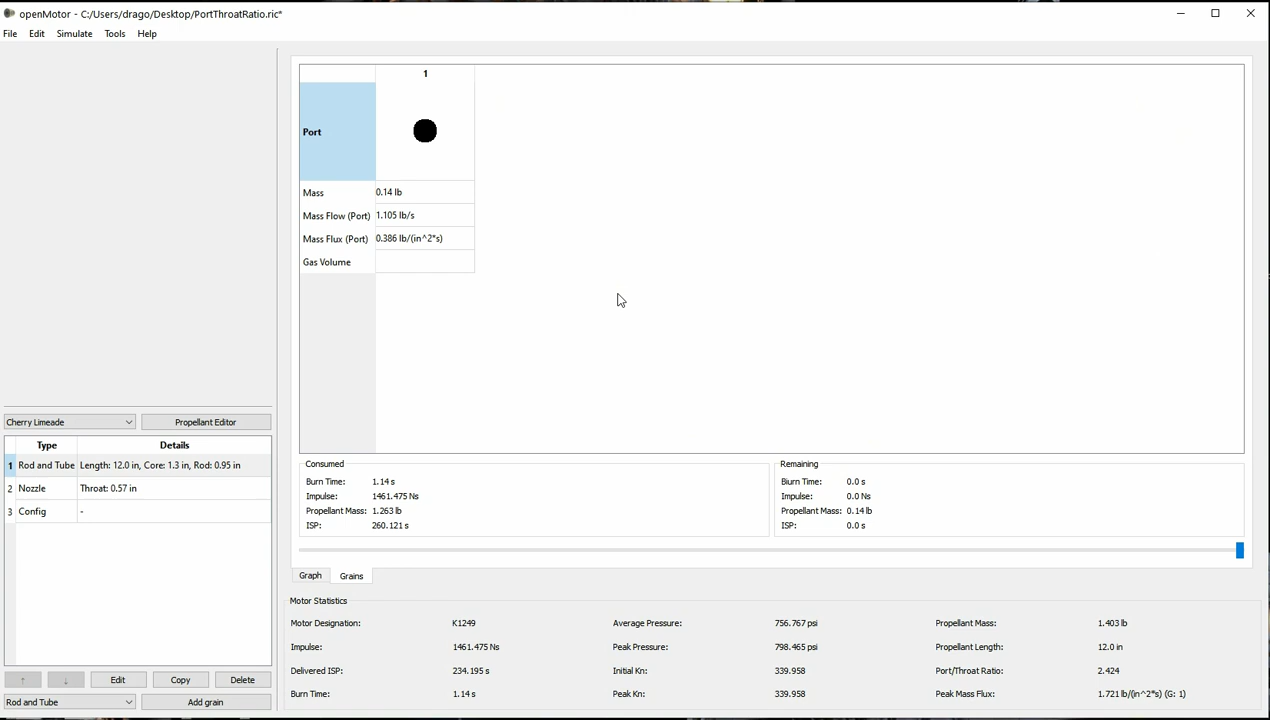 openMotor - C:/Users/drago/Desktop/PortThroatRatio.ric*
File Edit Simulate Tools Help
1
Port
Mass 0.14 lb
Mass Flow (Port) 1.105 lb/s
Mass Flux (Port) 0.386 lb/(in^2*s)
Gas Volume
Cherry Limeade Propellant Editor
Type Details
1 Rod and Tube Length: 12.0 in, Core: 1.3 in, Rod: 0.95 in
2 Nozzle Throat: 0.57 in
3 Config -
↑ ↓ Edit Copy Delete
Rod and Tube Add grain
Consumed
Burn Time: 1.14 s
Impulse: 1461.475 Ns
Propellant Mass: 1.263 lb
ISP: 260.121 s
Remaining
Burn Time: 0.0 s
Impulse: 0.0 Ns
Propellant Mass: 0.14 lb
ISP: 0.0 s
Graph Grains
Motor Statistics
Motor Designation: K1249 Average Pressure: 756.767 psi Propellant Mass: 1.403 lb
Impulse: 1461.475 Ns Peak Pressure: 798.465 psi Propellant Length: 12.0 in
Delivered ISP: 234.195 s Initial Kn: 339.958 Port/Throat Ratio: 2.424
Burn Time: 1.14 s Peak Kn: 339.958 Peak Mass Flux: 1.721 lb/(in^2*s) (G: 1)